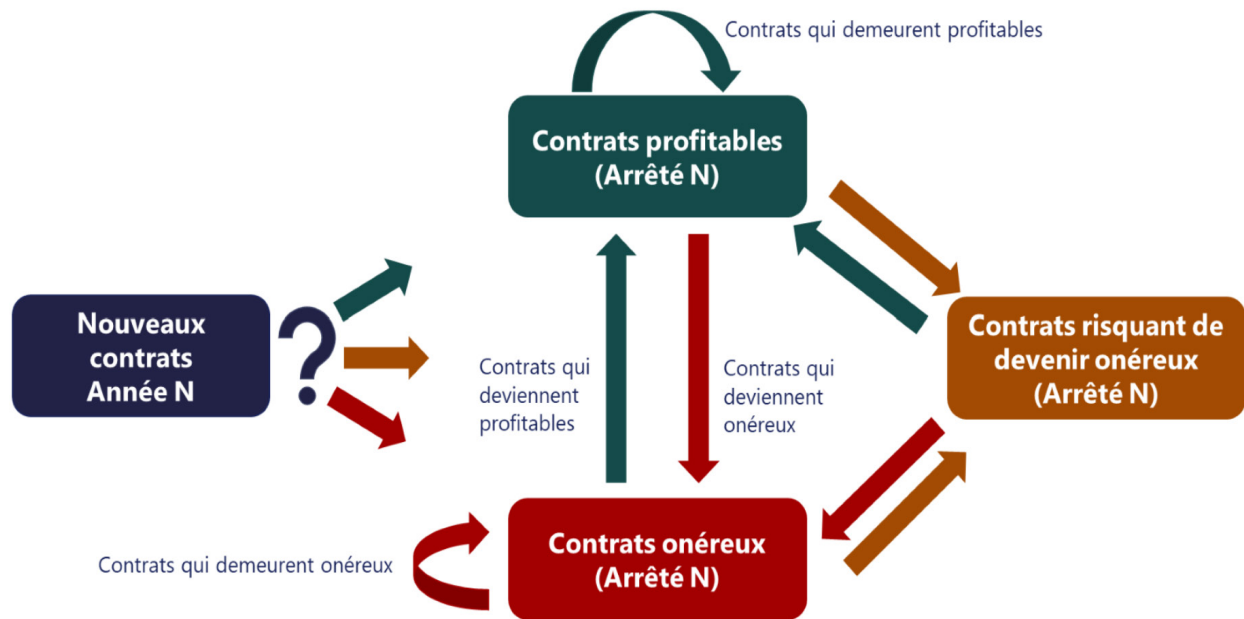 Contrats qui demeurent profitables
Contrats profitables
(Arrêté N)
Nouveaux
contrats
Année N
?
Contrats qui
deviennent
profitables
Contrats qui
deviennent
onéreux
Contrats risquant de
devenir onéreux
(Arrêté N)
Contrats qui demeurent onéreux
Contrats onéreux
(Arrêté N)